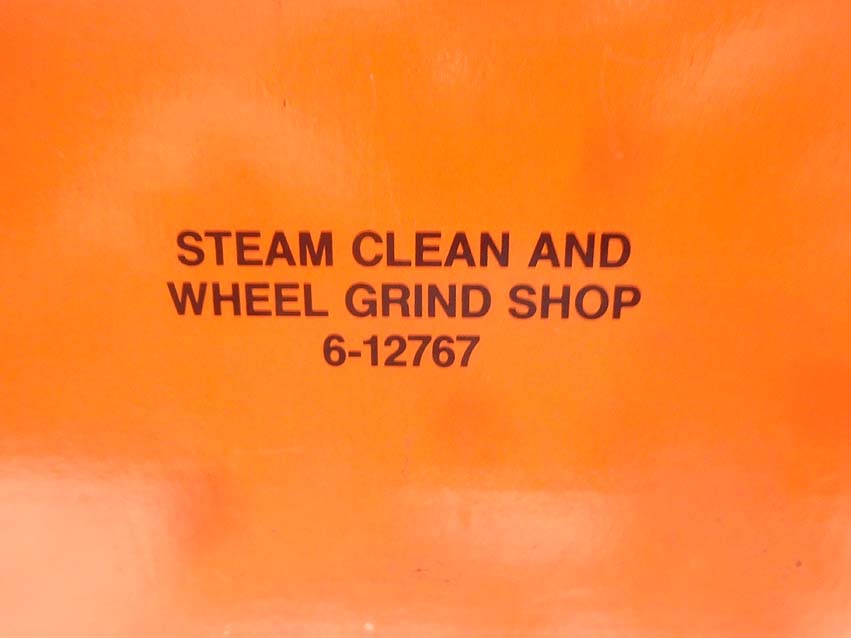 STEAM CLEAN AND
WHEEL GRIND SHOP
6-12767